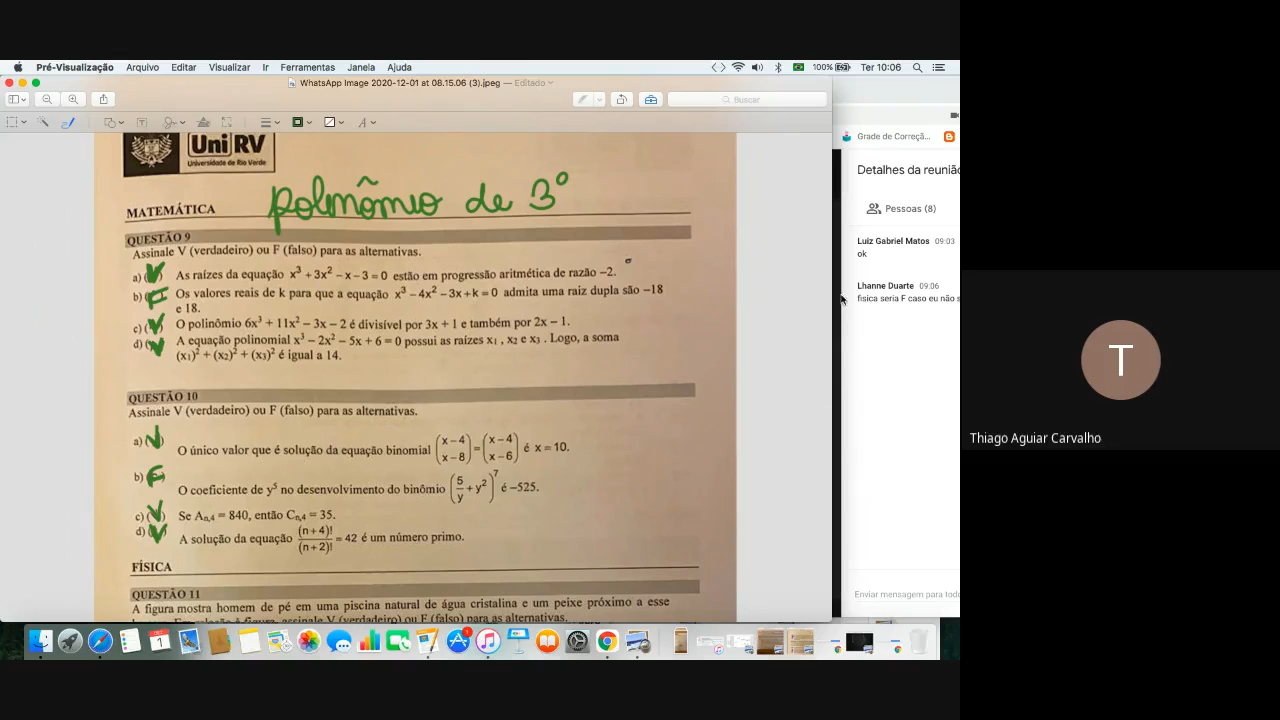 Pré-Visualização Arquivo Editar Visualizar Ir Ferramentas Janela Ajuda 100% Ter 10:06
WhatsApp Image 2020-12-01 at 08.15.06 (3).jpeg — Editado
Buscar
Uni RV
Universidade de Rio Verde
polinômio de 3º
MATEMÁTICA
QUESTÃO 9
Assinale V (verdadeiro) ou F (falso) para as alternativas.
a) (V) As raízes da equação x³ + 3x² – x – 3 = 0 estão em progressão aritmética de razão –2.
b) (F) Os valores reais de k para que a equação x³ – 4x² – 3x + k = 0 admita uma raiz dupla são –18
e 18.
c) (V) O polinômio 6x³ + 11x² – 3x – 2 é divisível por 3x + 1 e também por 2x – 1.
d) (V) A equação polinomial x³ – 2x² – 5x + 6 = 0 possui as raízes x₁ , x₂ e x₃ . Logo, a soma
(x₁)² + (x₂)² + (x₃)² é igual a 14.
QUESTÃO 10
Assinale V (verdadeiro) ou F (falso) para as alternativas.
a) (V) O único valor que é solução da equação binomial (x – 4 x – 8) = (x – 4 x – 6) é x = 10.
b) (F) O coeficiente de y⁵ no desenvolvimento do binômio (5/y + y²)⁷ é –525.
c) (V) Se Aₙ,₄ = 840, então Cₙ,₄ = 35.
d) (V) A solução da equação (n + 4)!/(n + 2)! = 42 é um número primo.
FÍSICA
QUESTÃO 11
A figura mostra homem de pé em uma piscina natural de água cristalina e um peixe próximo a esse
Grade de Correçã...
Detalhes da reunião
Pessoas (8)
Luiz Gabriel Matos 09:03
ok
Lhanne Duarte 09:06
fisica seria F caso eu não s
Enviar mensagem para todo
T
Thiago Aguiar Carvalho